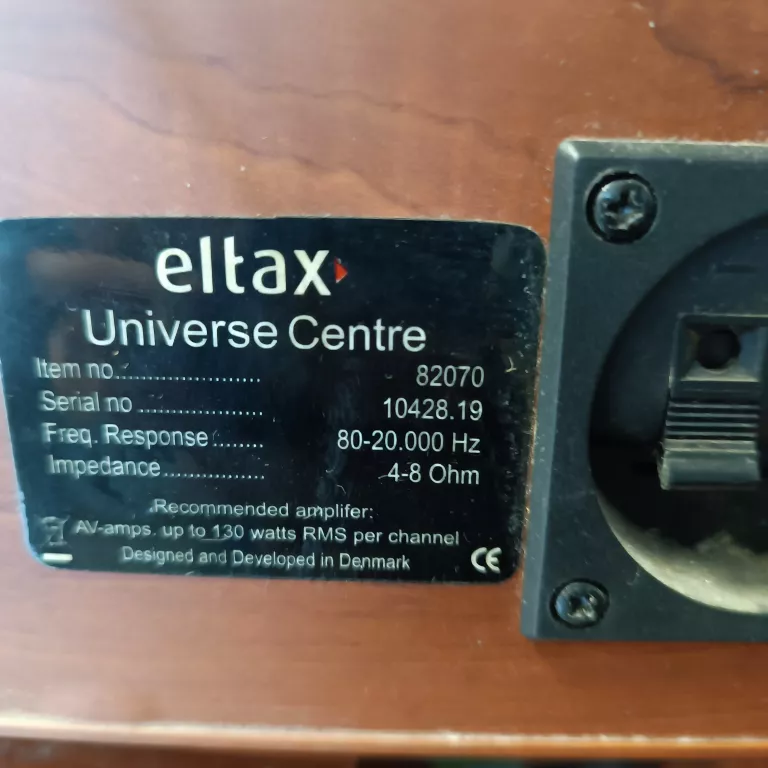 eltax
Universe Centre
Item no...................... 82070
Serial no ................... 10428.19
Freq. Response :....... 80-20.000 Hz
Impedance................ 4-8 Ohm
Recommended amplifer:
AV-amps. up to 130 watts RMS per channel
Designed and Developed in Denmark
CE